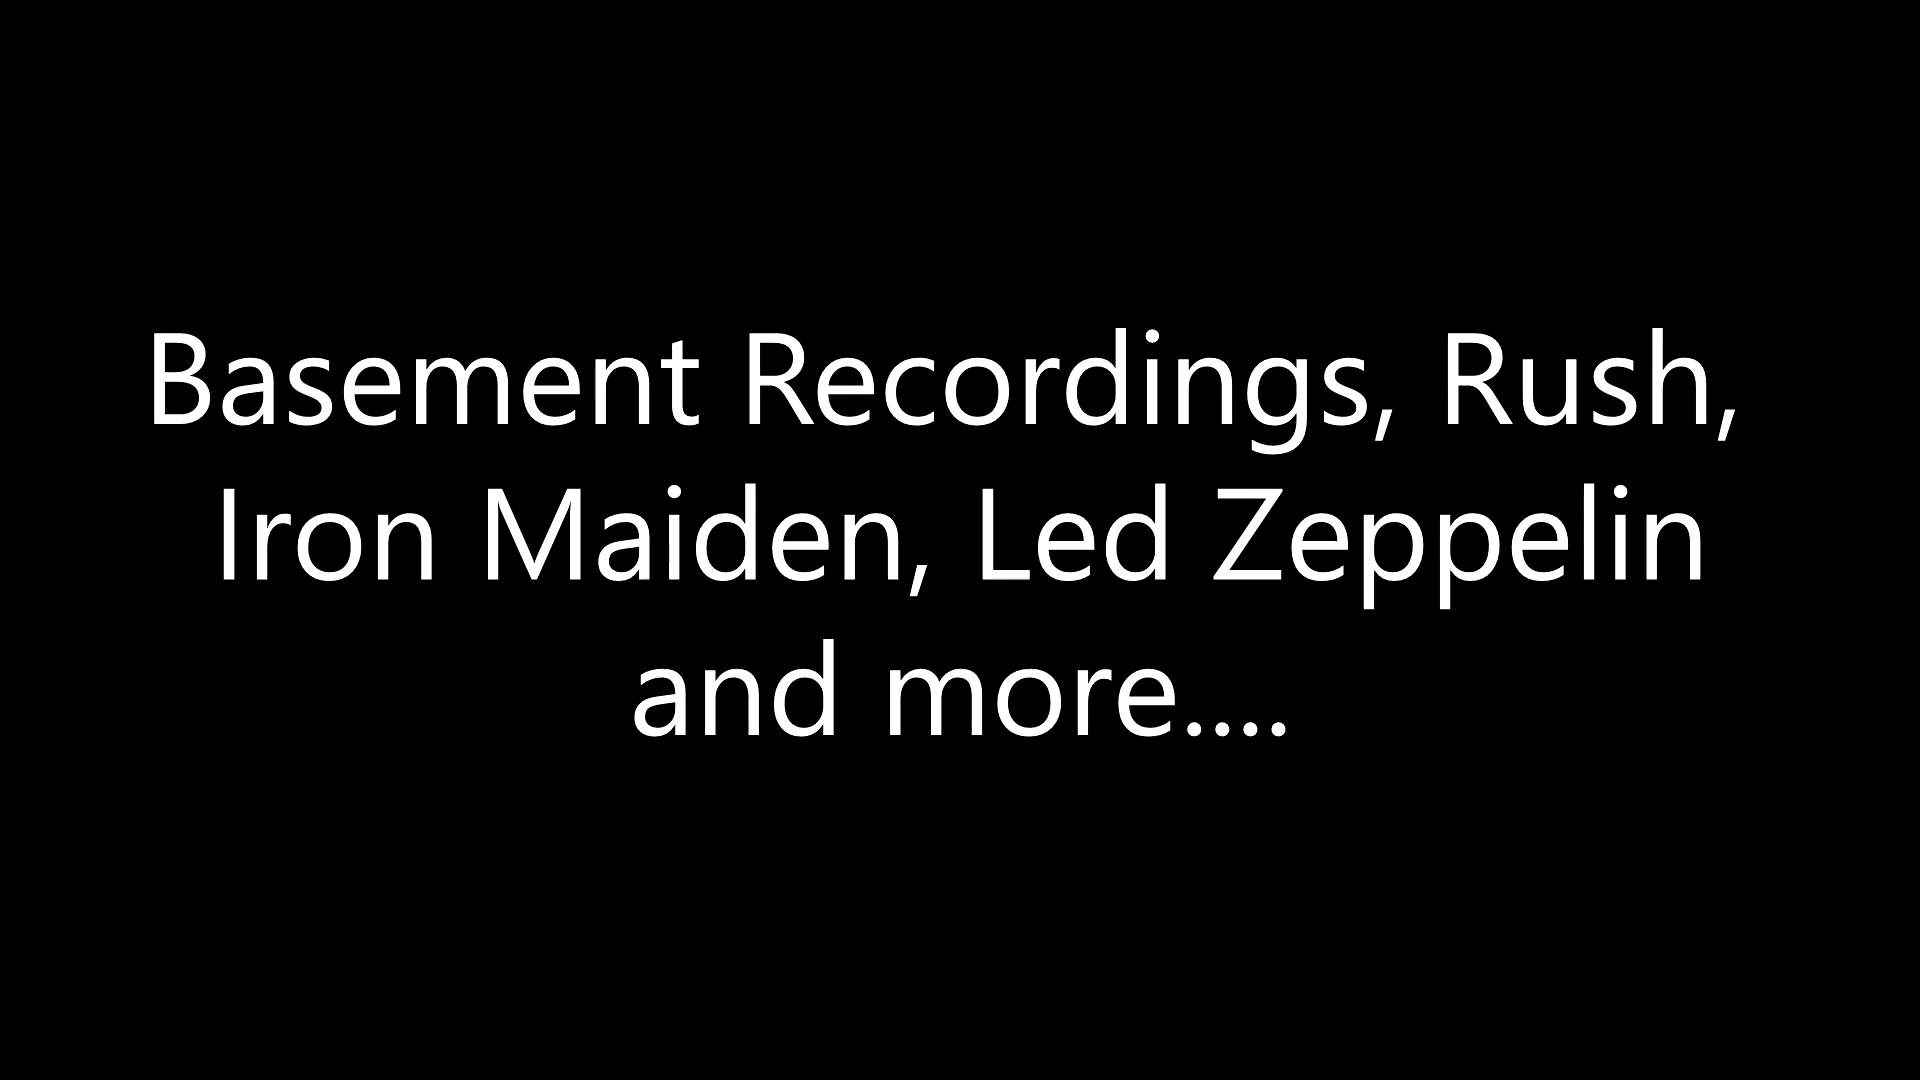 Basement Recordings, Rush,
Iron Maiden, Led Zeppelin
and more....